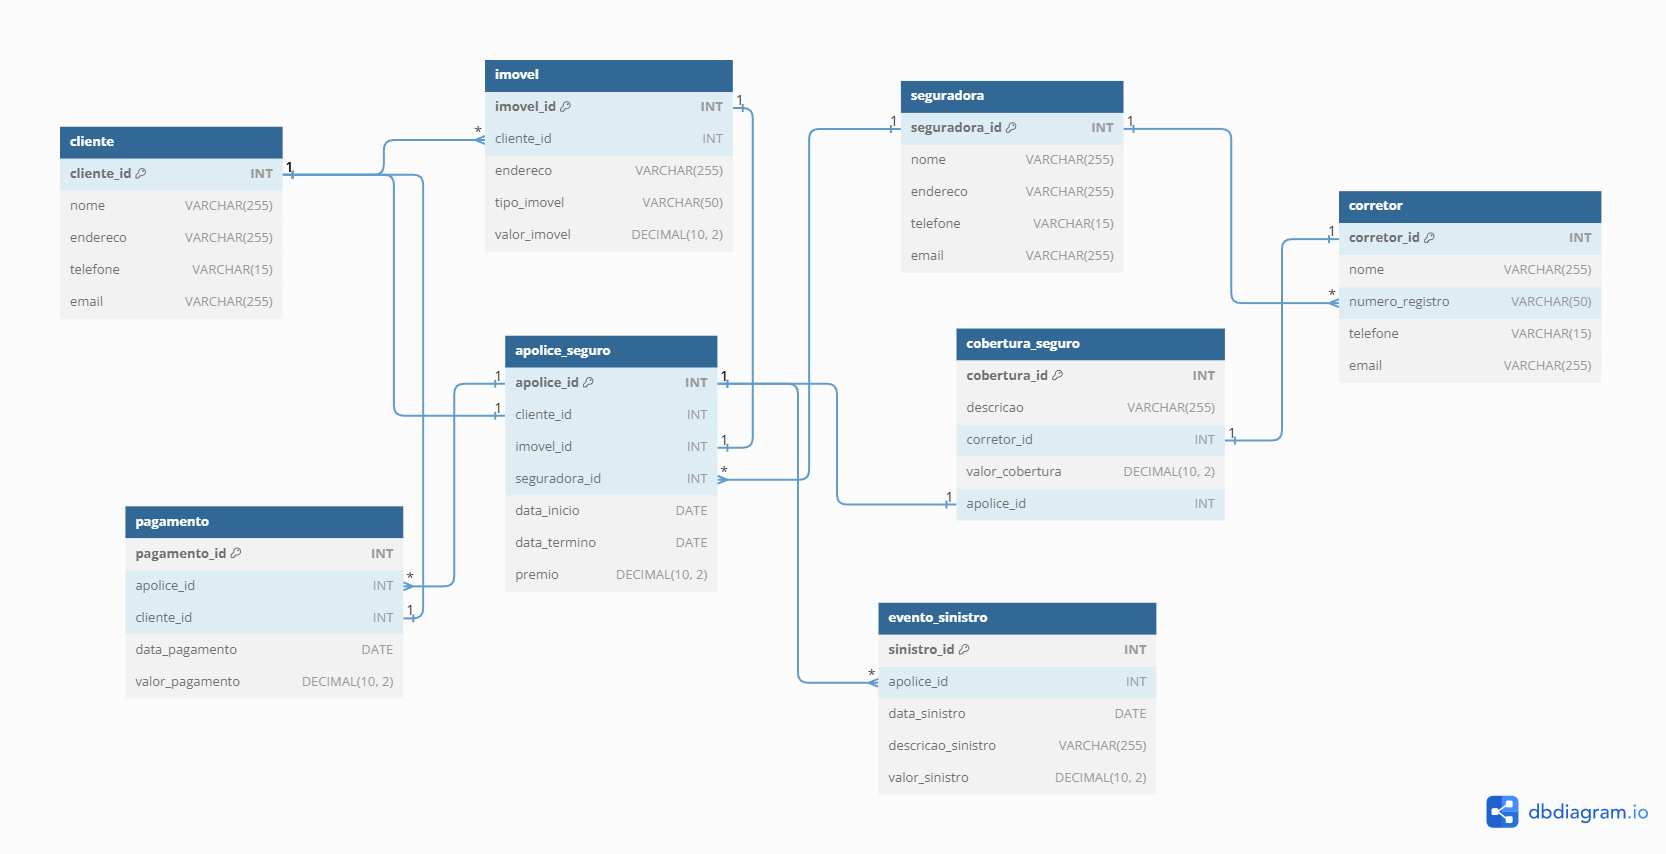 cliente
cliente_id INT
nome VARCHAR(255)
endereco VARCHAR(255)
telefone VARCHAR(15)
email VARCHAR(255)
imovel
imovel_id INT
cliente_id INT
endereco VARCHAR(255)
tipo_imovel VARCHAR(50)
valor_imovel DECIMAL(10, 2)
seguradora
seguradora_id INT
nome VARCHAR(255)
endereco VARCHAR(255)
telefone VARCHAR(15)
email VARCHAR(255)
corretor
corretor_id INT
nome VARCHAR(255)
numero_registro VARCHAR(50)
telefone VARCHAR(15)
email VARCHAR(255)
apolice_seguro
apolice_id INT
cliente_id INT
imovel_id INT
seguradora_id INT
data_inicio DATE
data_termino DATE
premio DECIMAL(10, 2)
cobertura_seguro
cobertura_id INT
descricao VARCHAR(255)
corretor_id INT
valor_cobertura DECIMAL(10, 2)
apolice_id INT
pagamento
pagamento_id INT
apolice_id INT
cliente_id INT
data_pagamento DATE
valor_pagamento DECIMAL(10, 2)
evento_sinistro
sinistro_id INT
apolice_id INT
data_sinistro DATE
descricao_sinistro VARCHAR(255)
valor_sinistro DECIMAL(10, 2)
1
*
1
1
1
1
*
1
1
1
1
*
1
1
*
1
1
*
dbdiagram.io